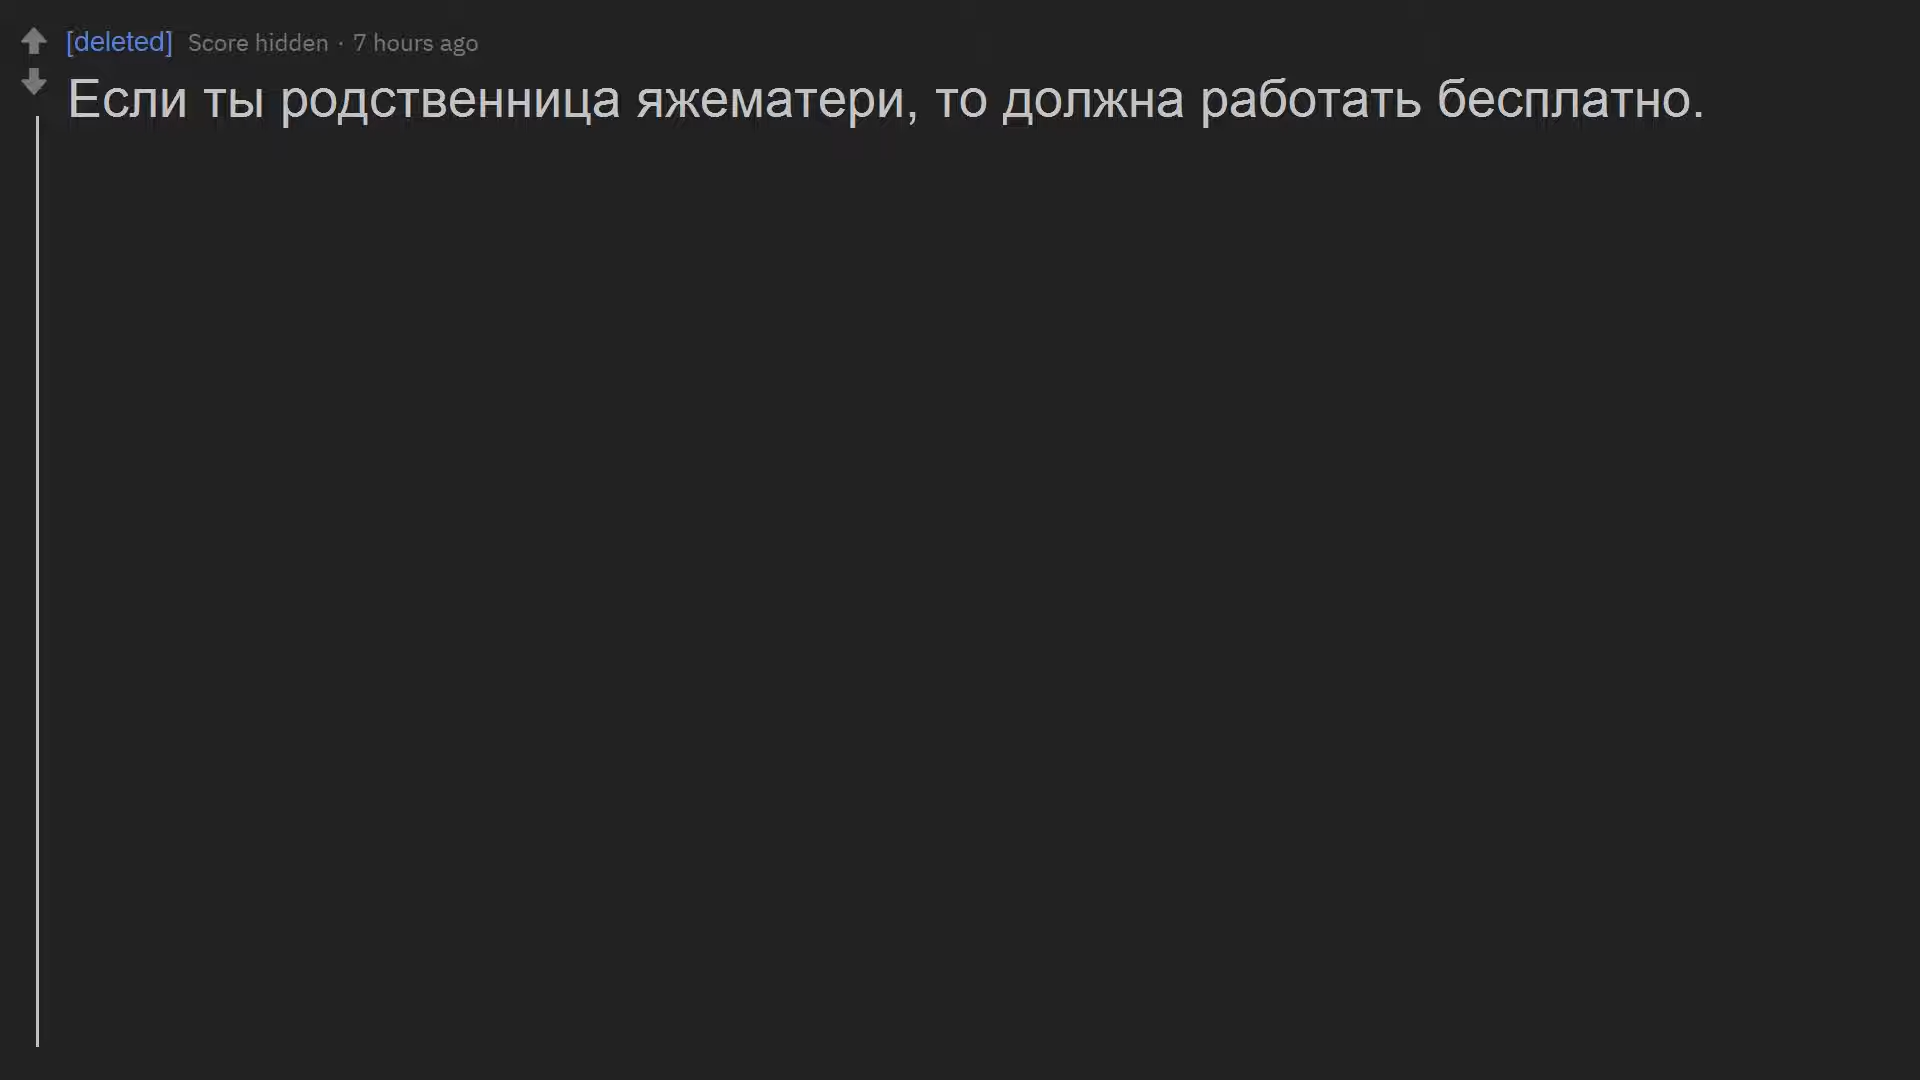 [deleted] Score hidden · 7 hours ago
Если ты родственница яжематери, то должна работать бесплатно.